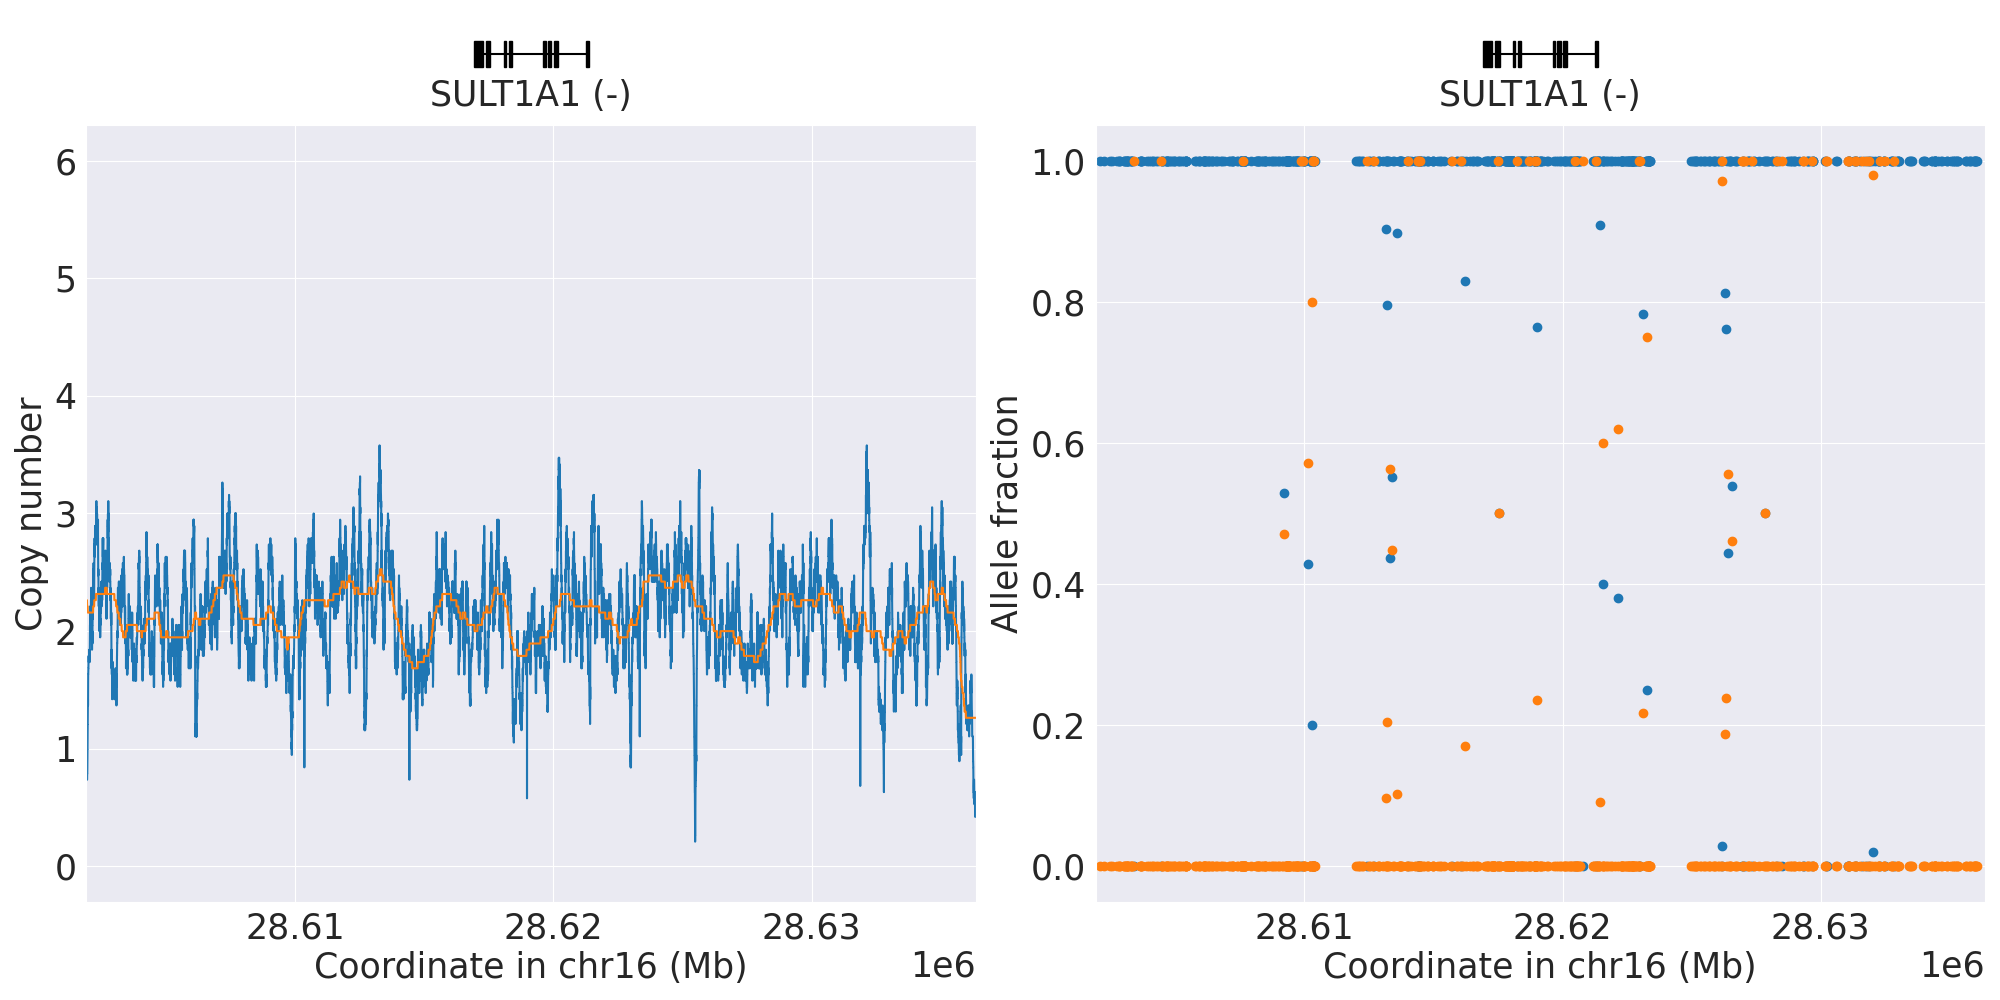 SULT1A1 (-)
6
5
4
3
2
1
0
Copy number
28.61
28.62
28.63
Coordinate in chr16 (Mb)
1e6
SULT1A1 (-)
1.0
0.8
0.6
0.4
0.2
0.0
Allele fraction
28.61
28.62
28.63
Coordinate in chr16 (Mb)
1e6